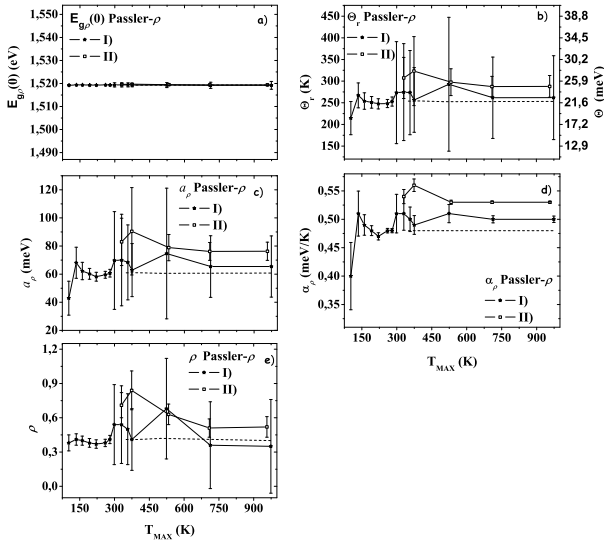 E_gρ(0) Passler-ρ
a)
I)
II)
E_gρ(0) (eV)
1,550
1,540
1,530
1,520
1,510
1,500
1,490
Θ_r Passler-ρ
b)
I)
II)
Θ_r (K)
450
400
350
300
250
200
150
38,8
34,5
30,2
25,9
21,6
17,2
12,9
Θ (meV)
a_ρ Passler-ρ
c)
I)
II)
a_ρ (meV)
120
100
80
60
40
20
d)
α_ρ Passler-ρ
I)
II)
α_ρ (meV/K)
0,55
0,50
0,45
0,40
0,35
150 300 450 600 750 900
T_MAX (K)
ρ Passler-ρ
e)
I)
II)
ρ
1,2
0,9
0,6
0,3
0,0
150 300 450 600 750 900
T_MAX (K)